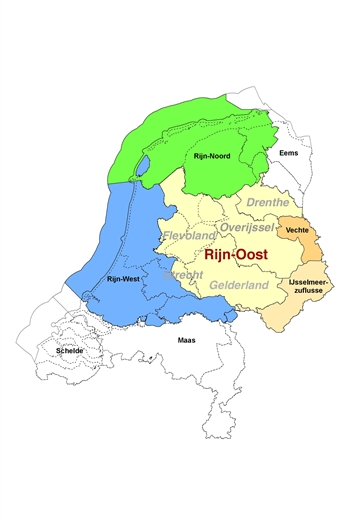 Rijn-Noord
Eems
Drenthe
Flevoland
Overijssel
Vechte
Rijn-Oost
Rijn-West
Utrecht
Gelderland
IJsselmeer-
zuflusse
Maas
Schelde